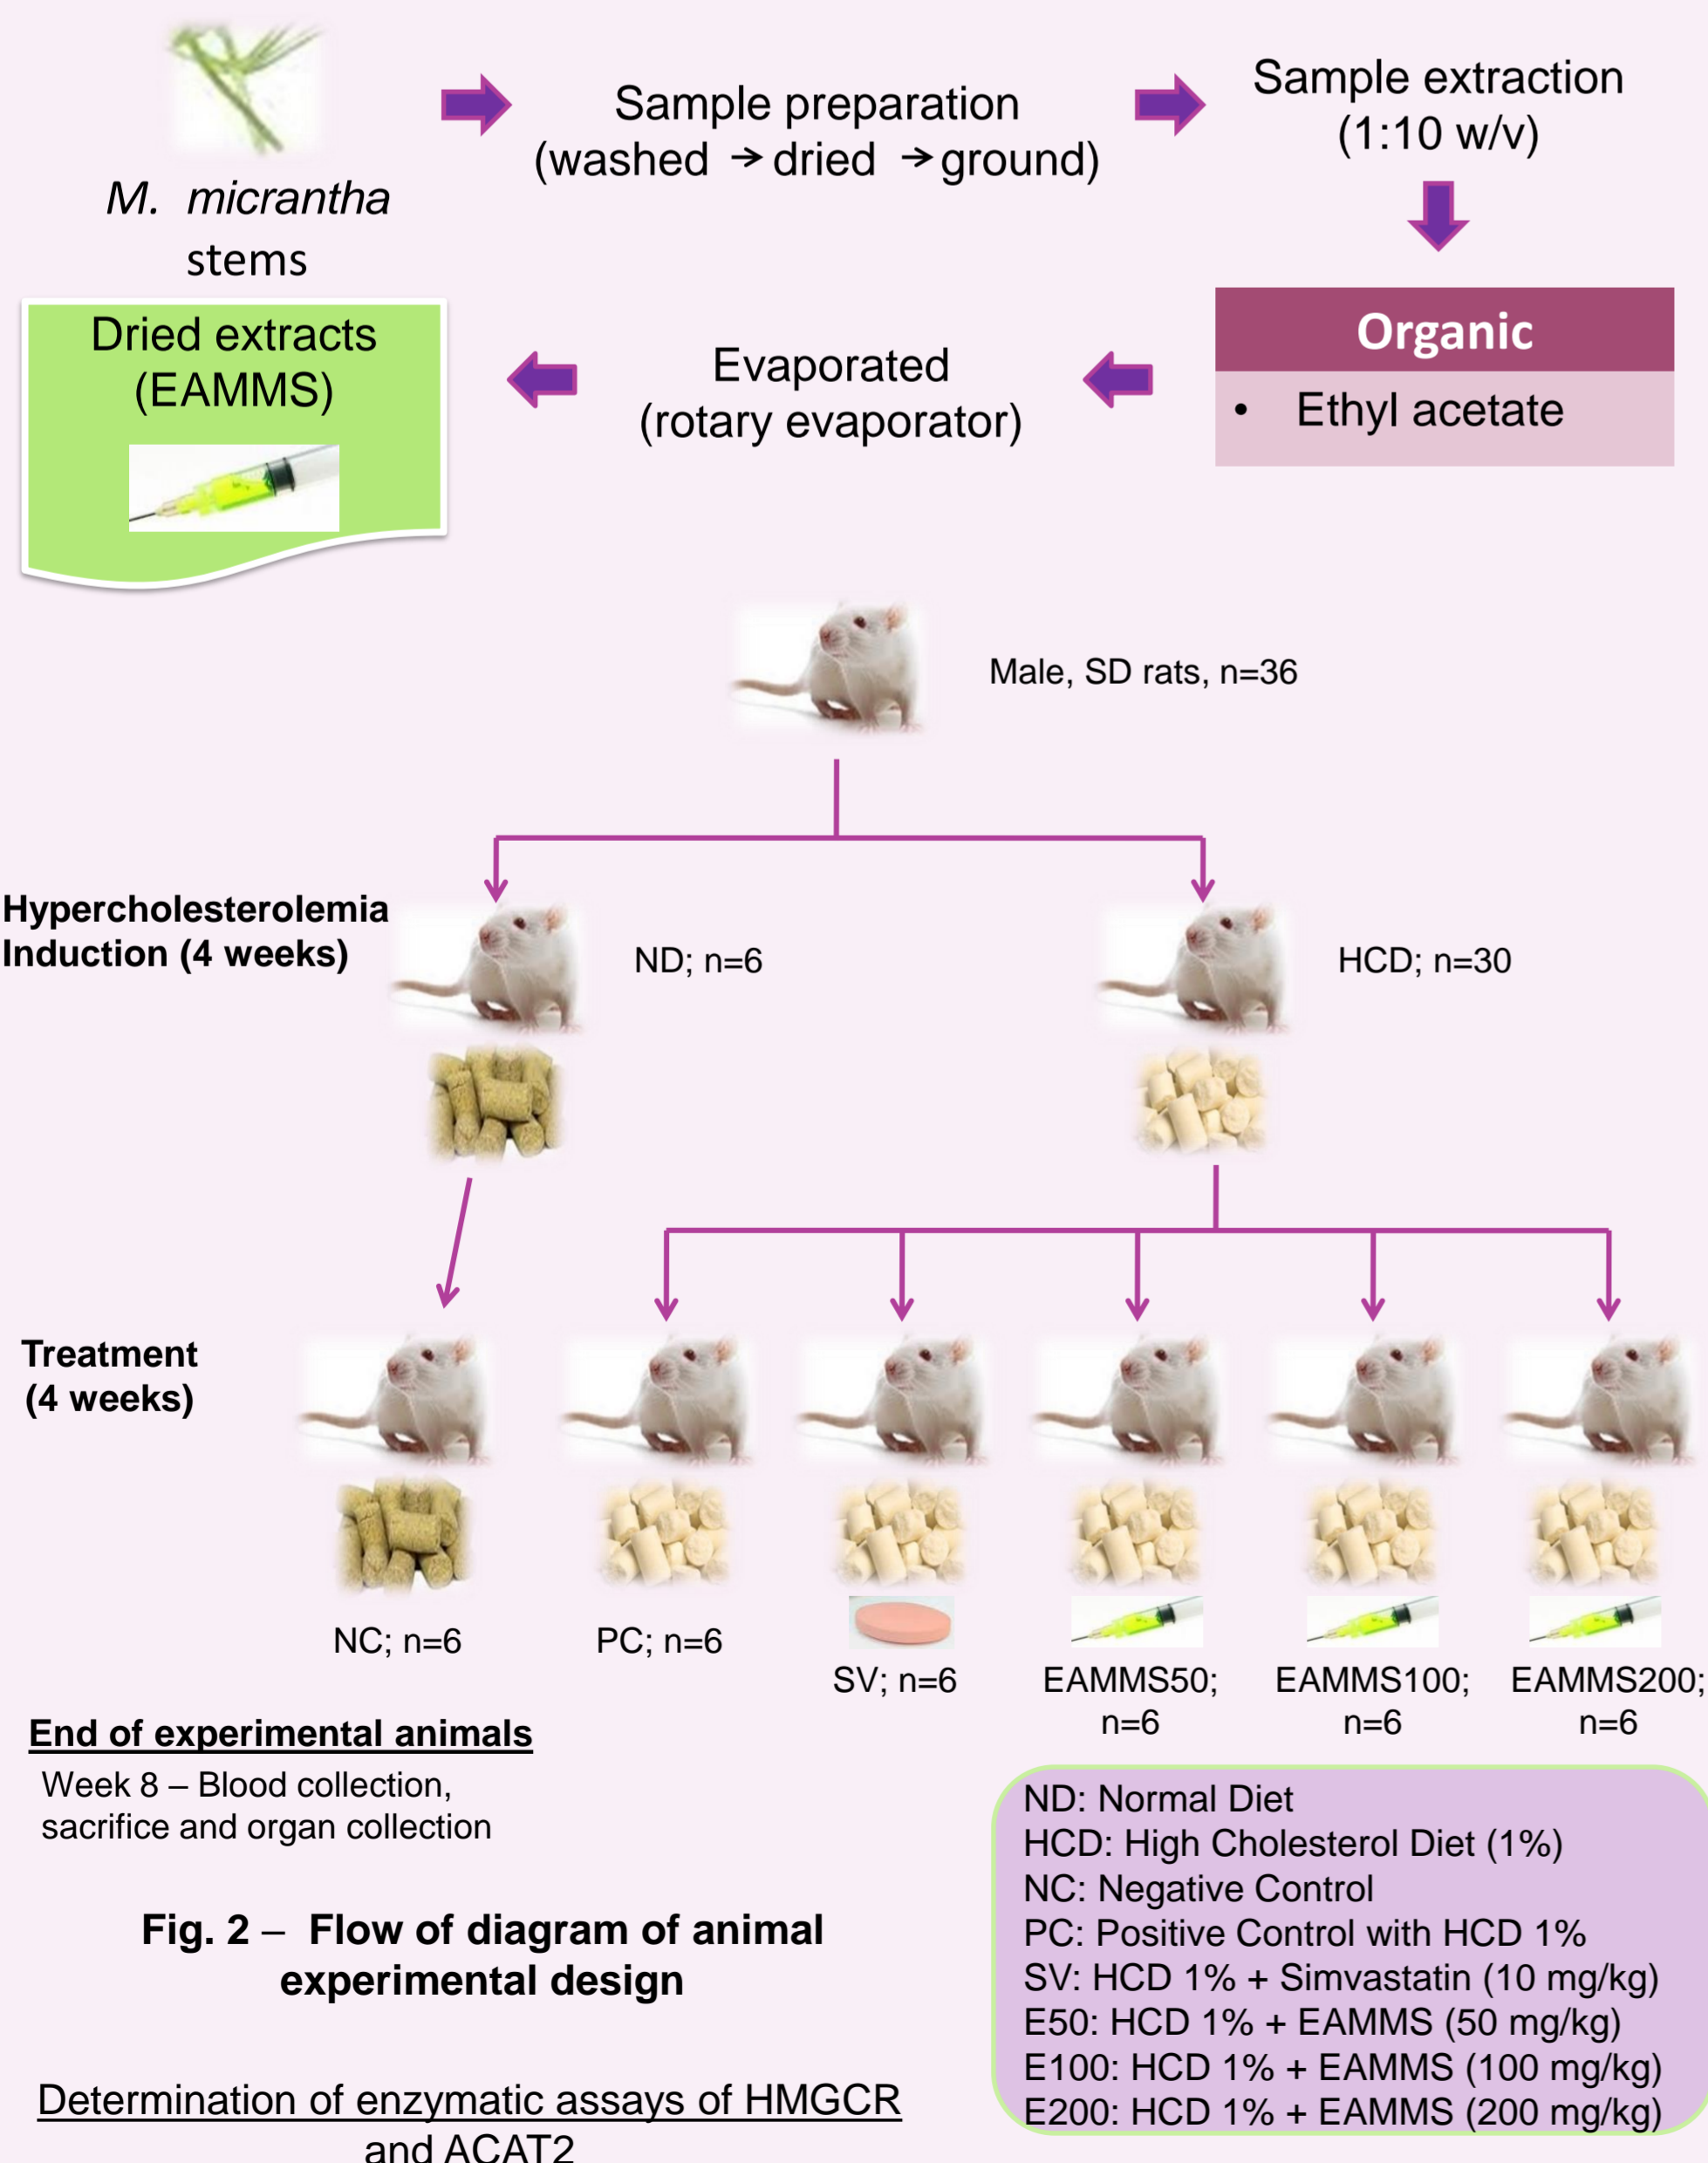 M. micrantha
stems
Sample preparation
(washed → dried → ground)
Sample extraction
(1:10 w/v)
Organic
• Ethyl acetate
Evaporated
(rotary evaporator)
Dried extracts
(EAMMS)
Male, SD rats, n=36
Hypercholesterolemia
Induction (4 weeks)
ND; n=6
HCD; n=30
Treatment
(4 weeks)
NC; n=6
PC; n=6
SV; n=6
EAMMS50;
n=6
EAMMS100;
n=6
EAMMS200;
n=6
End of experimental animals
Week 8 – Blood collection,
sacrifice and organ collection
ND: Normal Diet
HCD: High Cholesterol Diet (1%)
NC: Negative Control
PC: Positive Control with HCD 1%
SV: HCD 1% + Simvastatin (10 mg/kg)
E50: HCD 1% + EAMMS (50 mg/kg)
E100: HCD 1% + EAMMS (100 mg/kg)
E200: HCD 1% + EAMMS (200 mg/kg)
Fig. 2 – Flow of diagram of animal
experimental design
Determination of enzymatic assays of HMGCR
and ACAT2